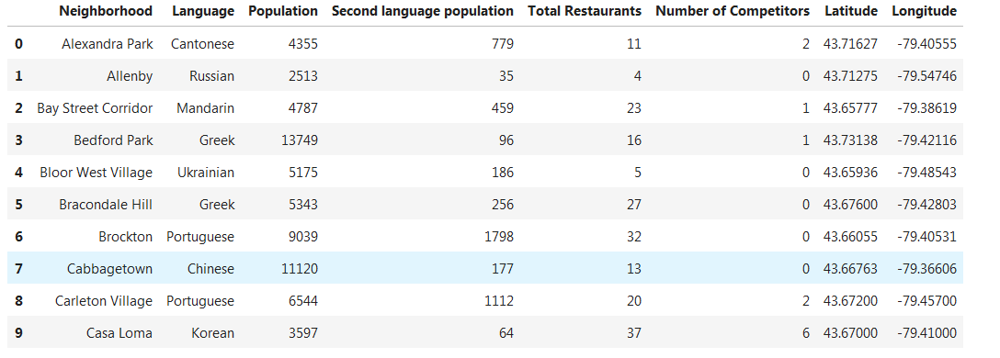 Neighborhood Language Population Second language population Total Restaurants Number of Competitors Latitude Longitude
0 Alexandra Park Cantonese 4355 779 11 2 43.71627 -79.40555
1 Allenby Russian 2513 35 4 0 43.71275 -79.54746
2 Bay Street Corridor Mandarin 4787 459 23 1 43.65777 -79.38619
3 Bedford Park Greek 13749 96 16 1 43.73138 -79.42116
4 Bloor West Village Ukrainian 5175 186 5 0 43.65936 -79.48543
5 Bracondale Hill Greek 5343 256 27 0 43.67600 -79.42803
6 Brockton Portuguese 9039 1798 32 0 43.66055 -79.40531
7 Cabbagetown Chinese 11120 177 13 0 43.66763 -79.36606
8 Carleton Village Portuguese 6544 1112 20 2 43.67200 -79.45700
9 Casa Loma Korean 3597 64 37 6 43.67000 -79.41000